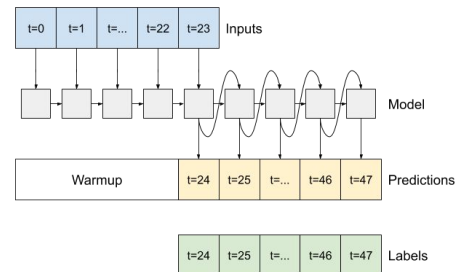 t=0 t=1 t=... t=22 t=23 Inputs
Model
Warmup t=24 t=25 t=... t=46 t=47 Predictions
t=24 t=25 t=... t=46 t=47 Labels